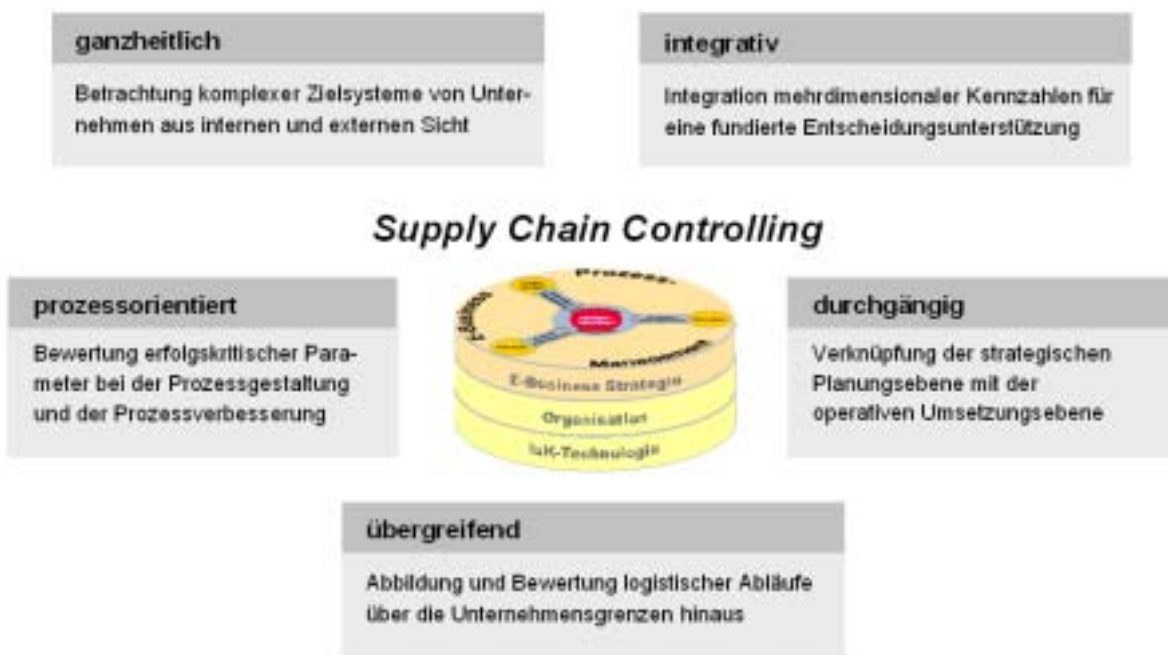 ganzheitlich
Betrachtung komplexer Zielsysteme von Unter-
nehmen aus internen und externen Sicht
integrativ
Integration mehrdimensionaler Kennzahlen für
eine fundierte Entscheidungsunterstützung
Supply Chain Controlling
prozessorientiert
Bewertung erfolgskritischer Para-
meter bei der Prozessgestaltung
und der Prozessverbesserung
E-Business
Prozess-
Management
E-Business Strategie
Organisation
IuK-Technologie
durchgängig
Verknüpfung der strategischen
Planungsebene mit der
operativen Umsetzungsebene
übergreifend
Abbildung und Bewertung logistischer Abläufe
über die Unternehmensgrenzen hinaus